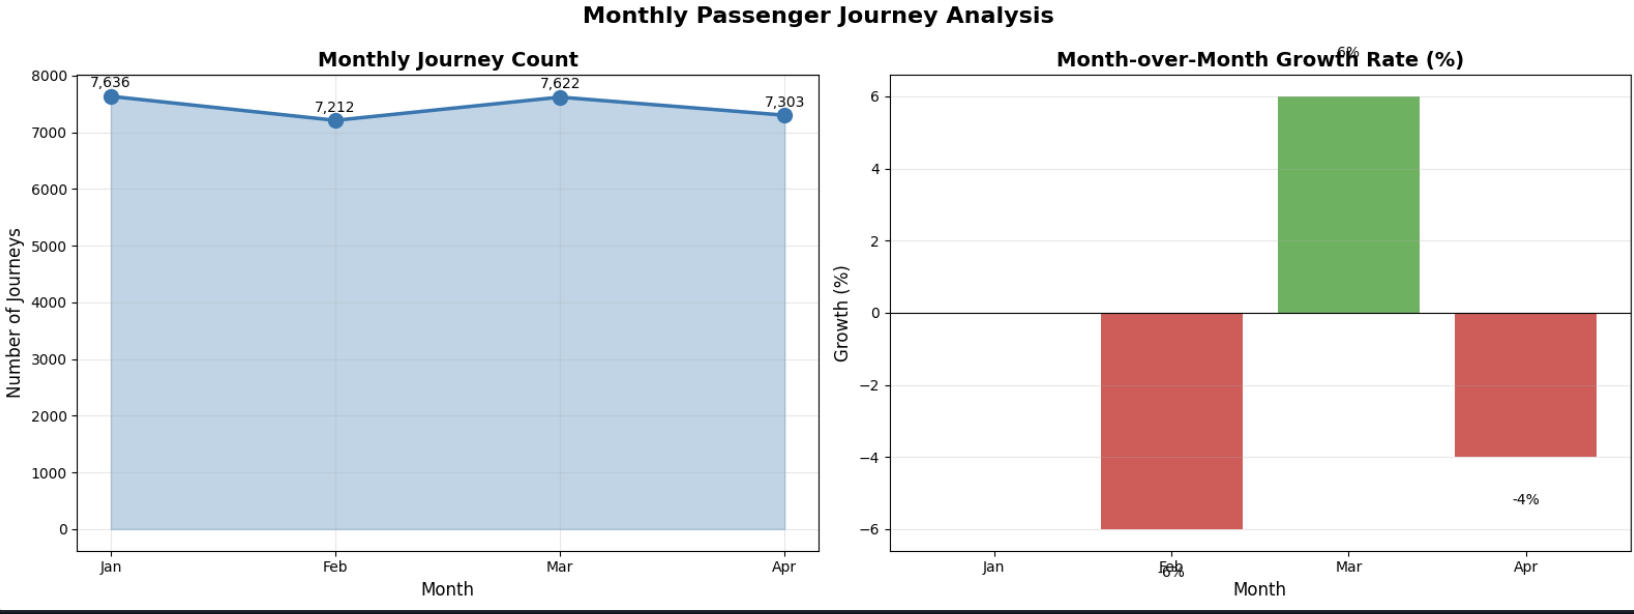 Monthly Passenger Journey Analysis
Monthly Journey Count
8000
7000
6000
5000
4000
3000
2000
1000
0
Number of Journeys
7,636
7,212
7,622
7,303
Jan Feb Mar Apr
Month
Month-over-Month Growth Rate (%)
6%
6
4
2
0
−2
−4
−6
Growth (%)
-4%
Jan Feb Mar Apr
-6%
Month